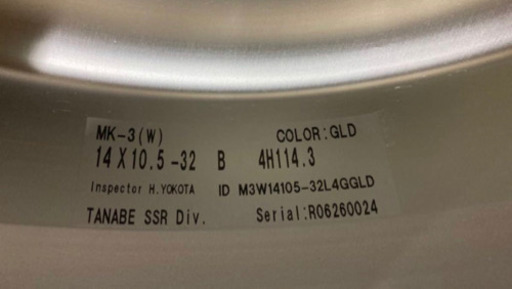 MK-3(W) COLOR:GLD
14X10.5-32 B 4H114.3
Inspector H.YOKOTA ID M3W14105-32L4GGLD
TANABE SSR Div. Serial:R06260024